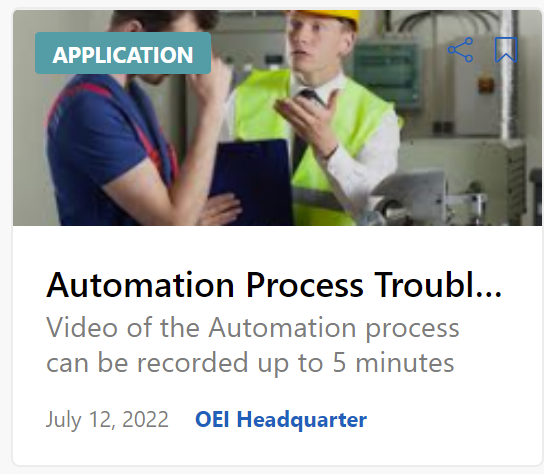 APPLICATION
Automation Process Troubl...
Video of the Automation process
can be recorded up to 5 minutes
July 12, 2022 OEI Headquarter